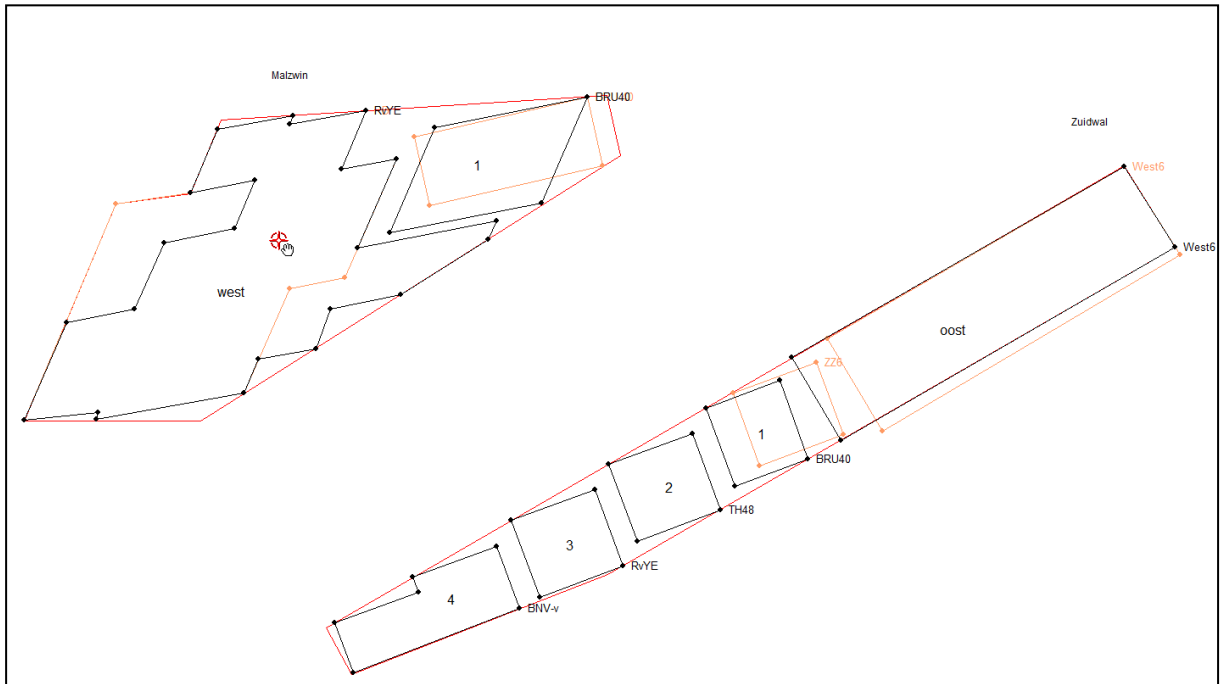 Malzwin
RvYE
BRU40
1
west
Zuidwal
West6
West6
oost
ZZ6
1
BRU40
2
TH48
3
RvYE
4
BNV-v